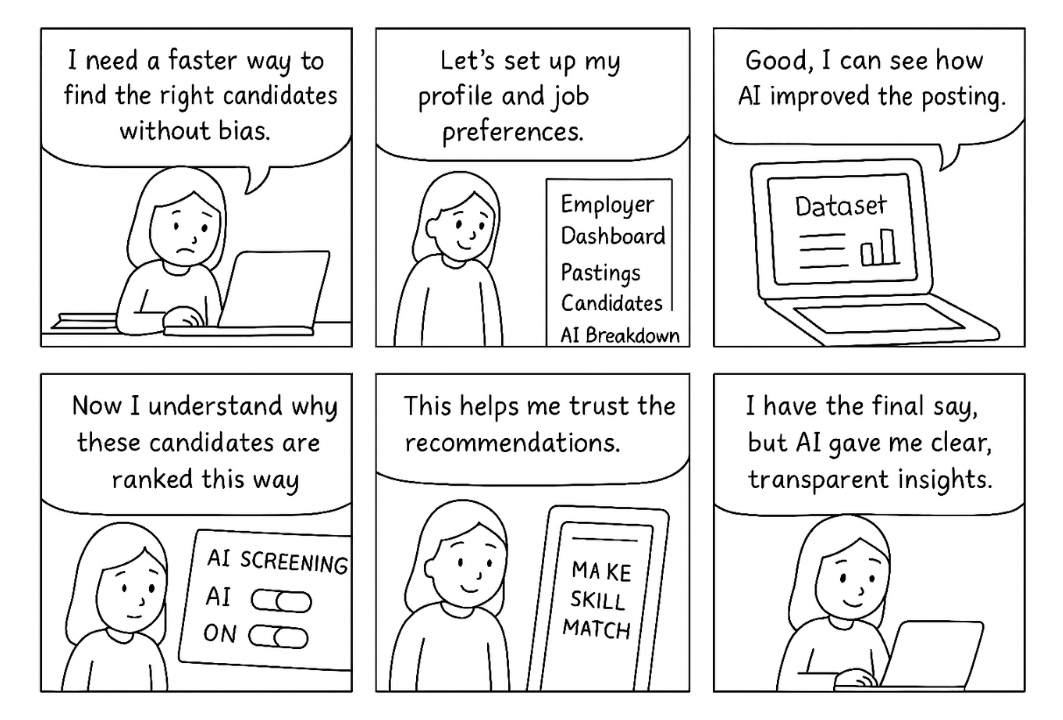 I need a faster way to
find the right candidates
without bias.
Let's set up my
profile and job
preferences.
Employer
Dashboard
Pastings
Candidates
AI Breakdown
Good, I can see how
AI improved the posting.
Dataset
Now I understand why
these candidates are
ranked this way
AI SCREENING
AI
ON
This helps me trust the
recommendations.
MAKE
SKILL
MATCH
I have the final say,
but AI gave me clear,
transparent insights.